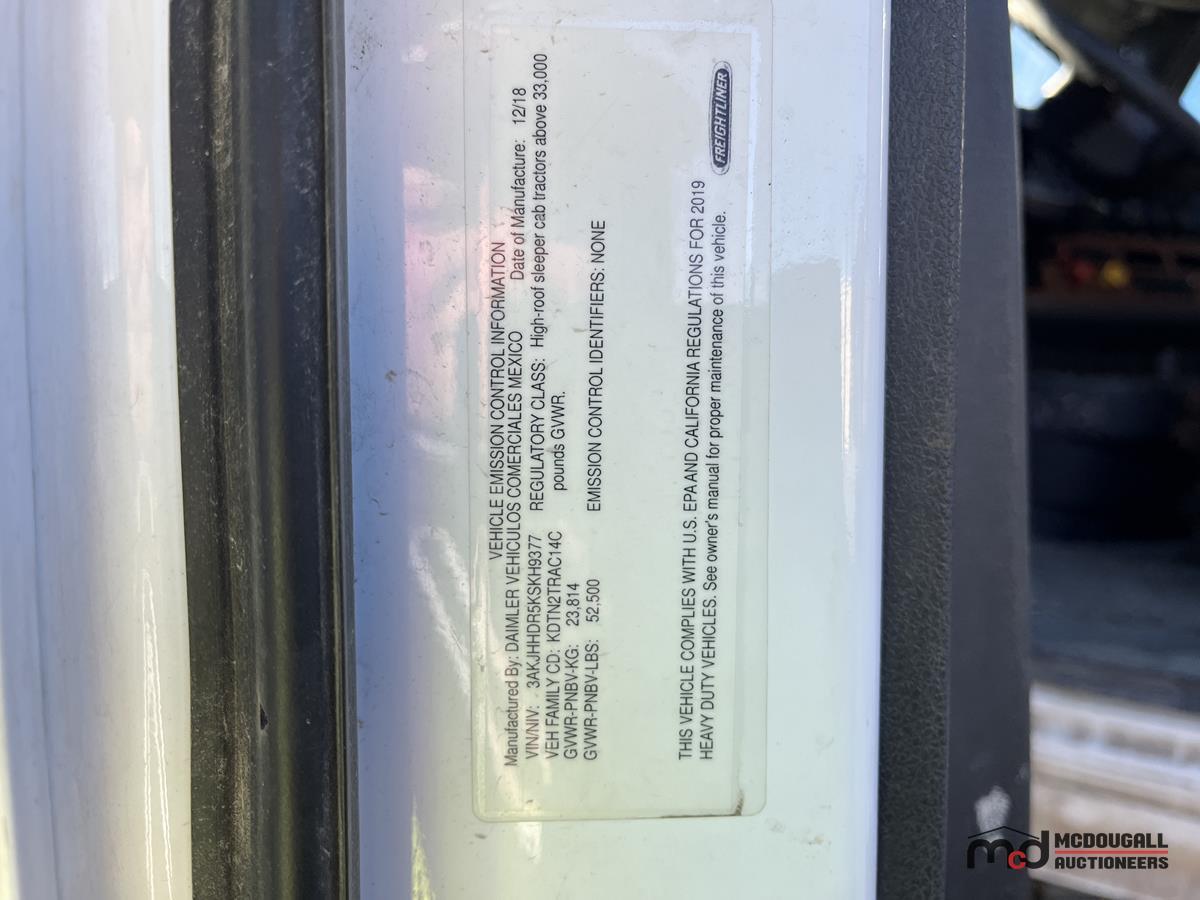 VEHICLE EMISSION CONTROL INFORMATION
Manufactured By: DAIMLER VEHICULOS COMERCIALES MEXICO Date of Manufacture: 12/18
VIN/NIV: 3AKJHHDR5KSKH9377 REGULATORY CLASS: High-roof sleeper cab tractors above 33,000
VEH FAMILY CD: KDTN2TRAC14C pounds GVWR.
GVWR-PNBV-KG: 23,814
GVWR-PNBV-LBS: 52,500 EMISSION CONTROL IDENTIFIERS: NONE
THIS VEHICLE COMPLIES WITH U.S. EPA AND CALIFORNIA REGULATIONS FOR 2019
HEAVY DUTY VEHICLES. See owner's manual for proper maintenance of this vehicle.
FREIGHTLINER
mcd MCDOUGALL
AUCTIONEERS